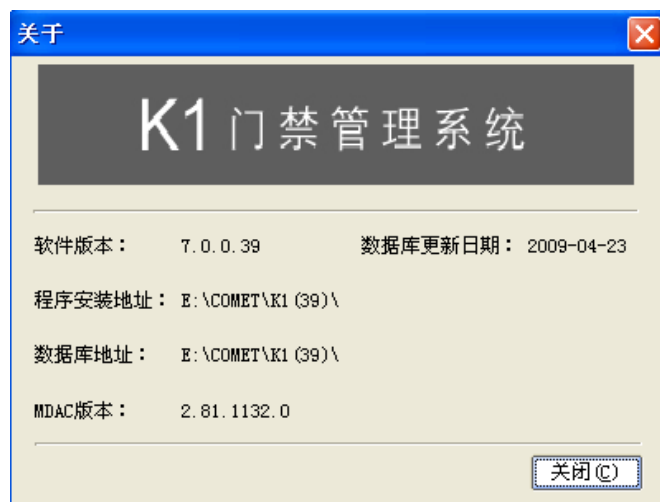 关于
K1门禁管理系统
软件版本： 7.0.0.39 数据库更新日期： 2009-04-23
程序安装地址： E:\COMET\K1(39)\
数据库地址： E:\COMET\K1(39)\
MDAC版本： 2.81.1132.0
关闭(C)